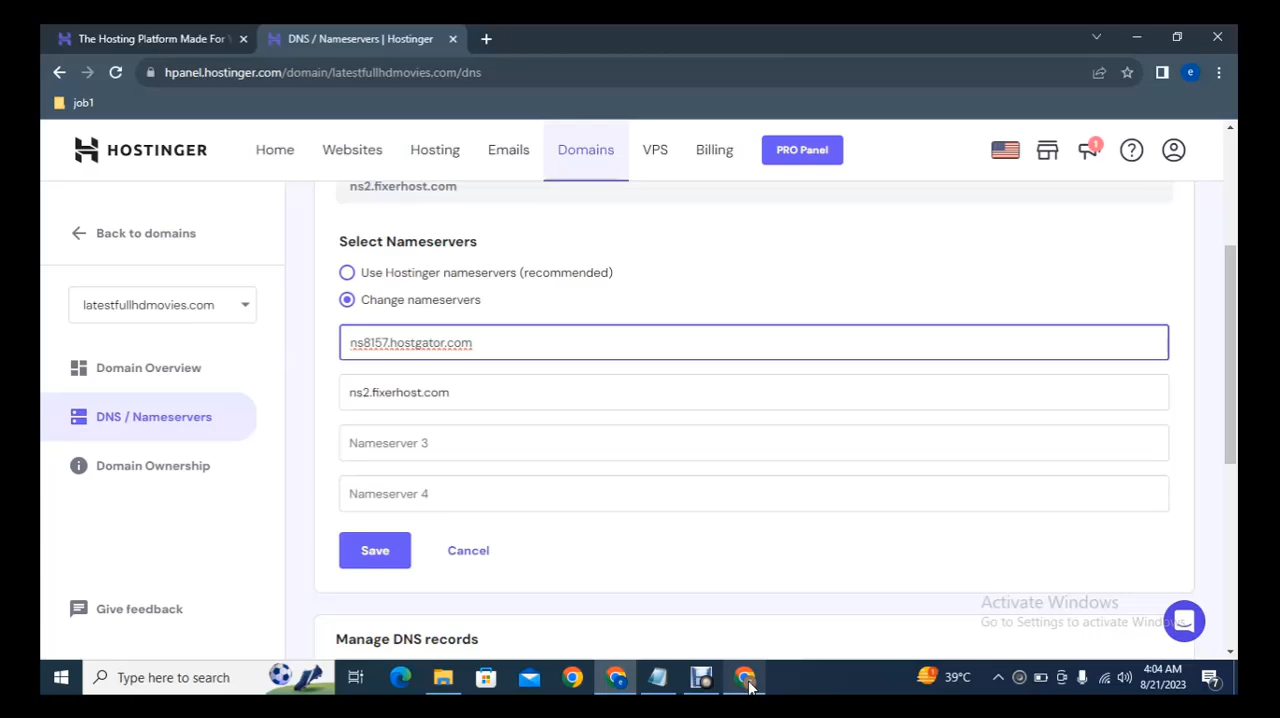 The Hosting Platform Made For
DNS / Nameservers | Hostinger
hpanel.hostinger.com/domain/latestfullhdmovies.com/dns
e
job1
HOSTINGER
Home
Websites
Hosting
Emails
Domains
VPS
Billing
PRO Panel
1
ns2.fixerhost.com
Back to domains
latestfullhdmovies.com
Domain Overview
DNS / Nameservers
Domain Ownership
Give feedback
Select Nameservers
Use Hostinger nameservers (recommended)
Change nameservers
ns8157.hostgator.com
ns2.fixerhost.com
Nameserver 3
Nameserver 4
Save
Cancel
Manage DNS records
Activate Windows
Go to Settings to activate Windows.
Type here to search
39°C
4:04 AM
8/21/2023
7